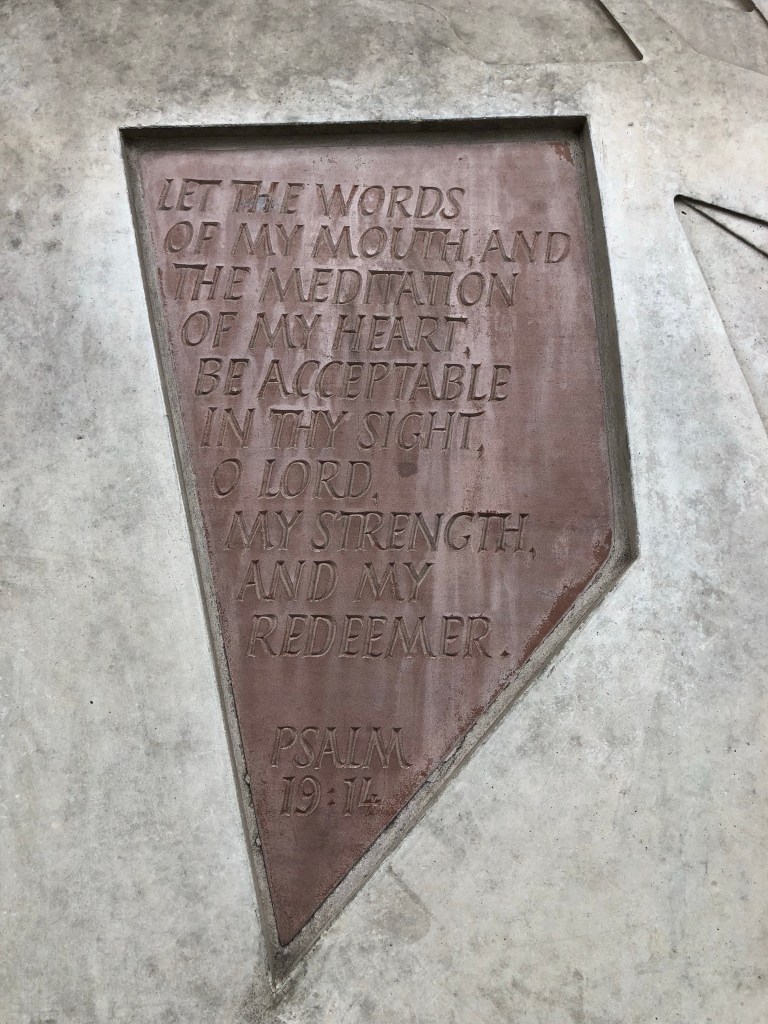 LET THE WORDS
OF MY MOUTH, AND
THE MEDITATION
OF MY HEART,
BE ACCEPTABLE
IN THY SIGHT,
O LORD,
MY STRENGTH,
AND MY
REDEEMER.
PSALM
19:14